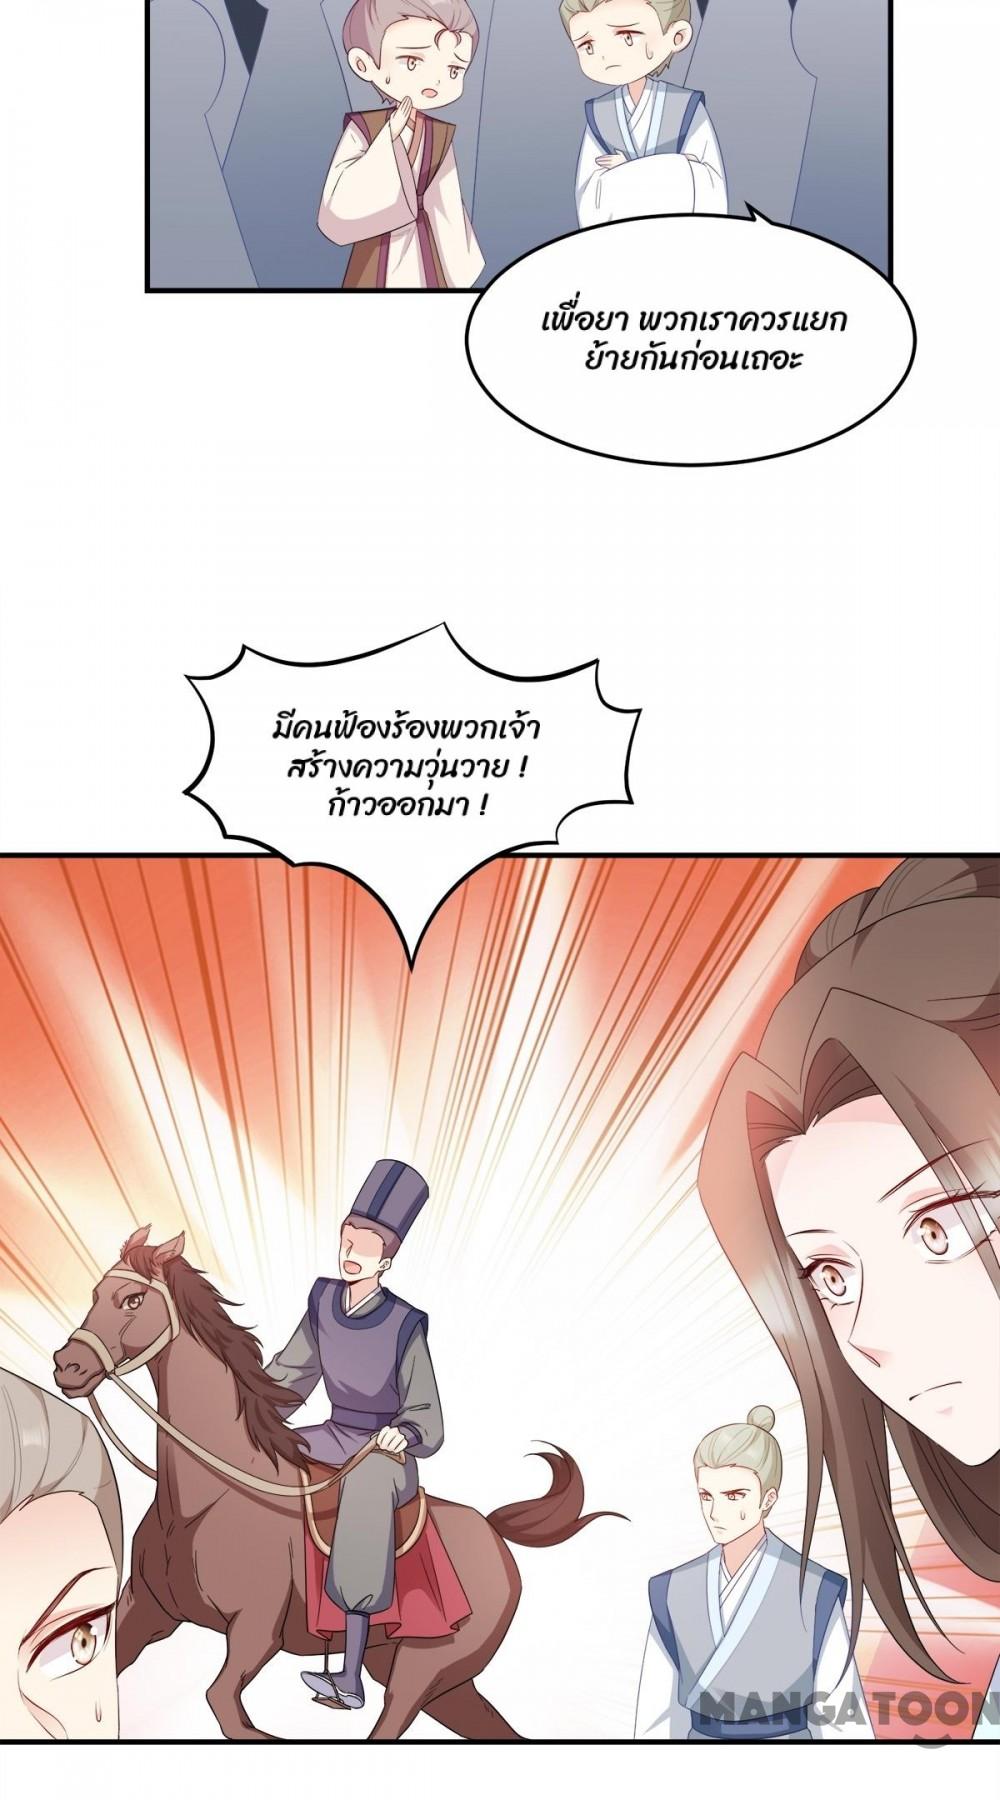 เพื่อยา พวกเราควรแยก
ย้ายกันก่อนเถอะ
มีคนฟ้องร้องพวกเจ้า
สร้างความวุ่นวาย !
ก้าวออกมา !
MANGATOON